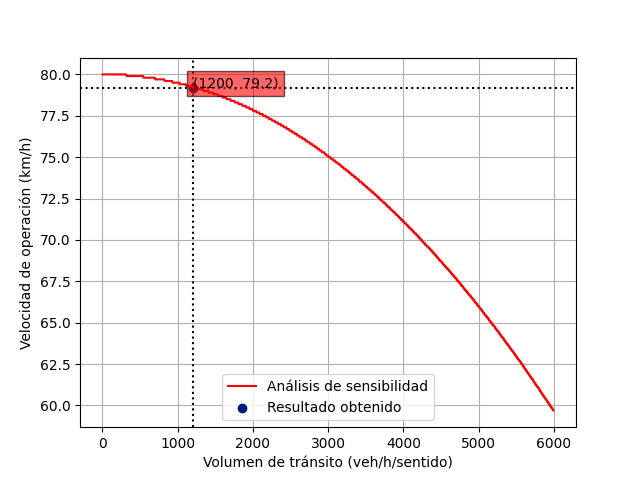 80.0
77.5
75.0
72.5
70.0
67.5
65.0
62.5
60.0
Velocidad de operación (km/h)
(1200, 79.2)
Análisis de sensibilidad
Resultado obtenido
0 1000 2000 3000 4000 5000 6000
Volumen de tránsito (veh/h/sentido)